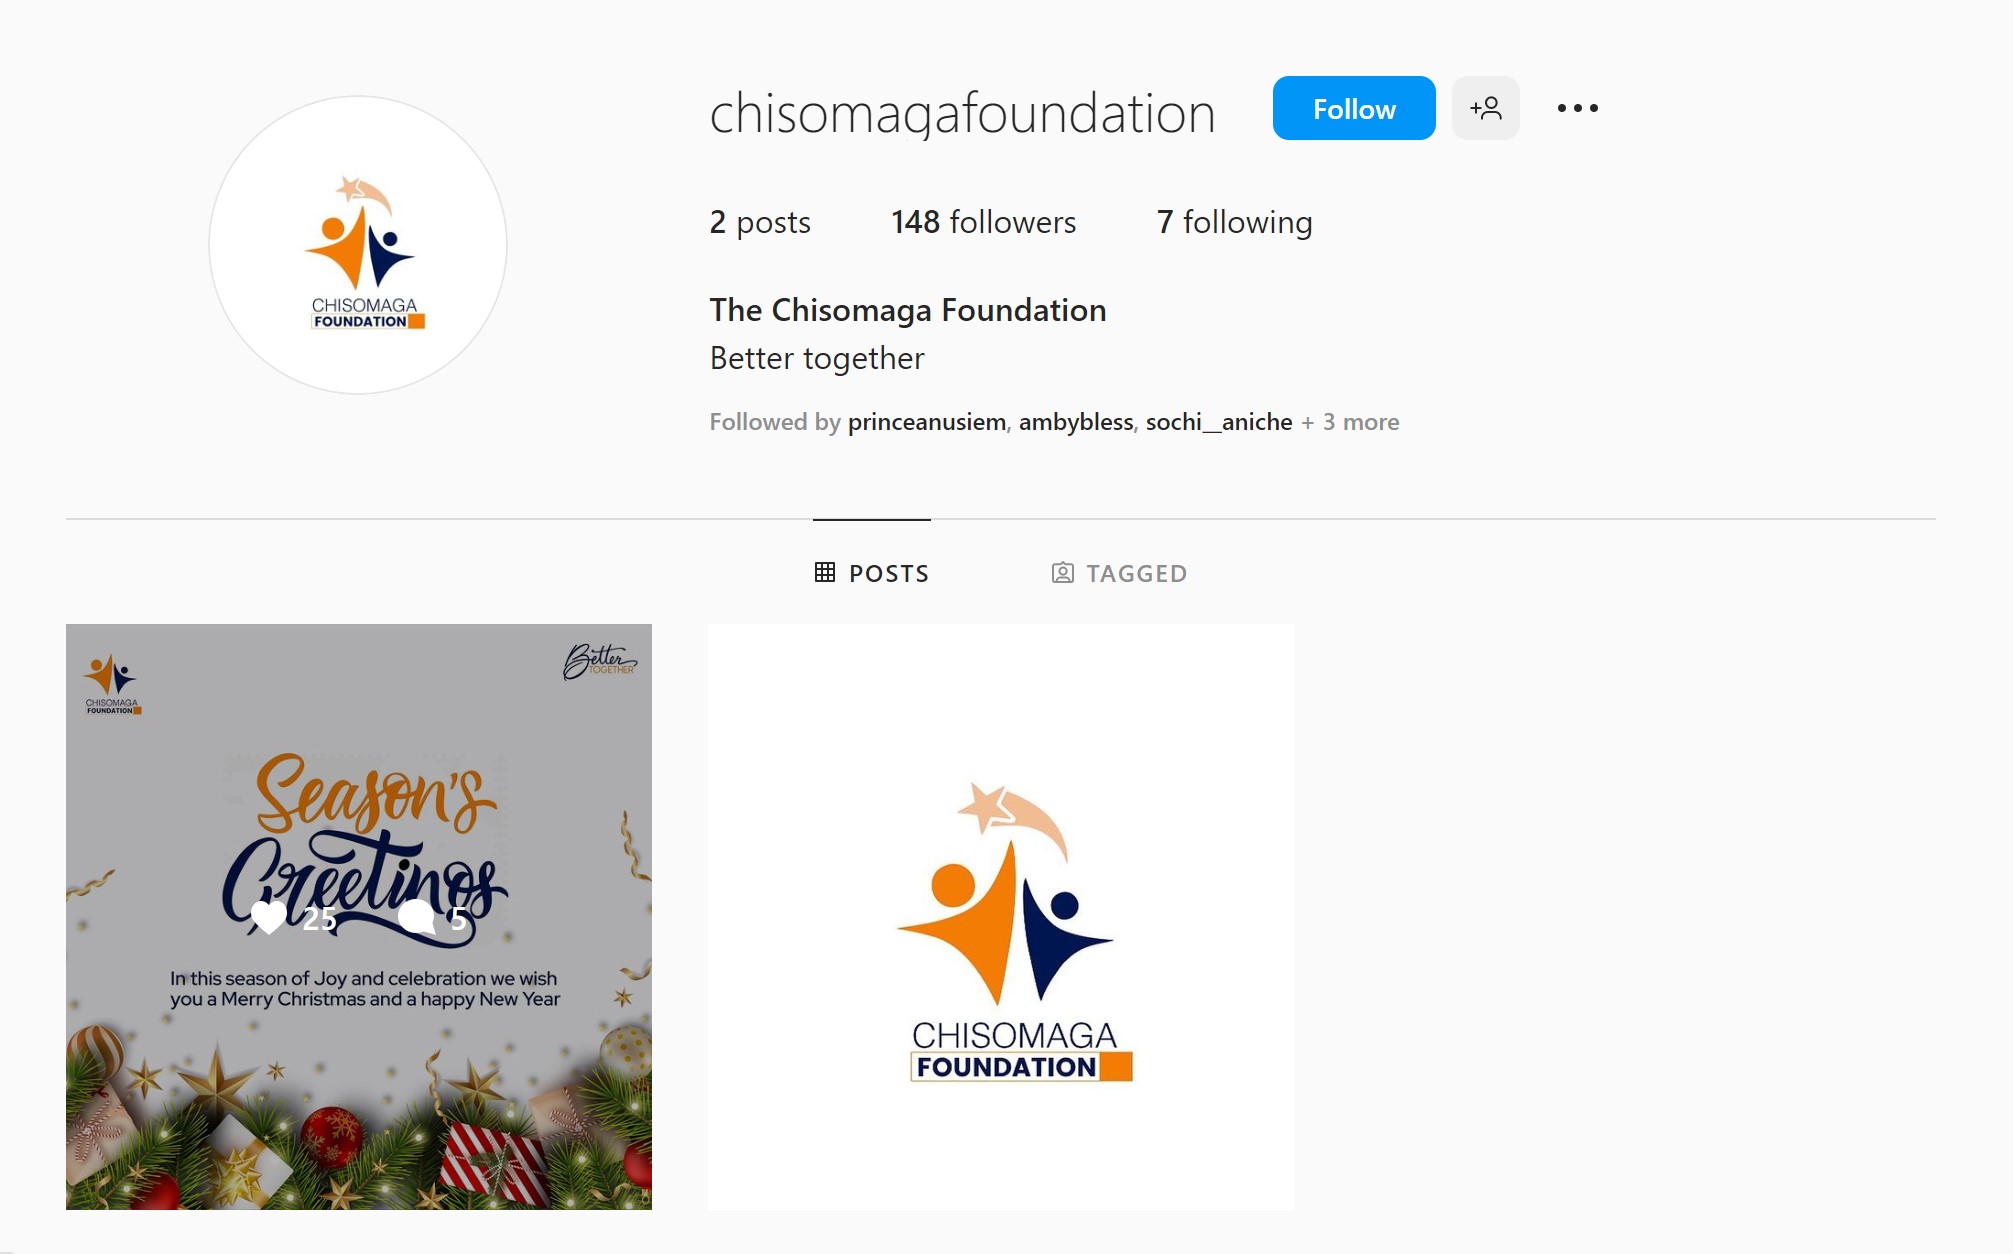 chisomagafoundation
Follow
2 posts 148 followers 7 following
The Chisomaga Foundation
Better together
Followed by princeanusiem, ambybless, sochi__aniche + 3 more
CHISOMAGA
FOUNDATION
POSTS TAGGED
CHISOMAGA
FOUNDATION
Better
TOGETHER
Season's
Greetings
25 5
In this season of Joy and celebration we wish
you a Merry Christmas and a happy New Year
CHISOMAGA
FOUNDATION